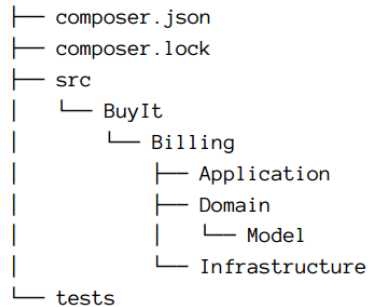 ├── composer.json
├── composer.lock
├── src
│   └── BuyIt
│       └── Billing
│           ├── Application
│           ├── Domain
│           │   └── Model
│           └── Infrastructure
└── tests